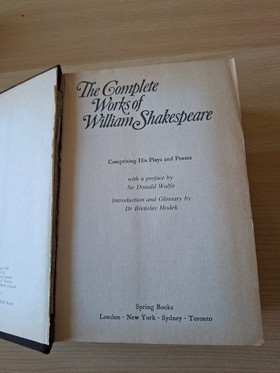 The Complete
Works of
William Shakespeare
Comprising His Plays and Poems
with a preface by
Sir Donald Wolfit
Introduction and Glossary by
Dr Bretislav Hodek
Spring Books
London · New York · Sydney · Toronto